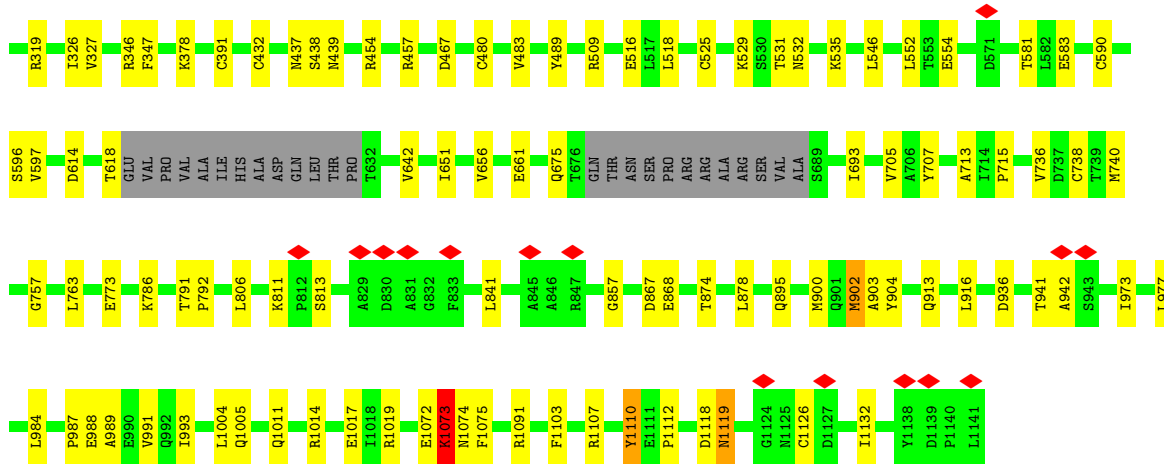 R319 I326 V327 R346 F347 K378 C391 C432 N437 S438 N439 R454 R457 D467 C480 V483 Y489 R509 E516 L517 L518 C525 K529 S530 T531 N532 K535 L546 L552 T553 E554 D571 T581 L582 E583 C590
S596 V597 D614 T618 GLU VAL PRO VAL ALA ILE HIS ALA ASP GLN LEU THR PRO T632 V642 I651 V656 E661 Q675 T676 GLN THR ASN SER PRO ARG ARG ALA ARG SER VAL ALA S689 I693 V705 A706 Y707 A713 I714 P715 V736 D737 C738 T739 M740
G757 L763 E773 K786 T791 P792 L806 K811 P812 S813 A829 D830 A831 G832 F833 L841 A845 A846 R847 G857 D867 E868 T874 L878 Q895 M900 Q901 M902 A903 Y904 Q913 L916 D936 T941 A942 S943 I973 L977
L984 P987 E988 A989 E990 V991 Q992 I993 L1004 Q1005 Q1011 R1014 E1017 I1018 R1019 E1072 K1073 N1074 F1075 R1091 F1103 R1107 Y1110 E1111 P1112 D1118 N1119 G1124 N1125 C1126 D1127 I1132 Y1138 D1139 P1140 L1141